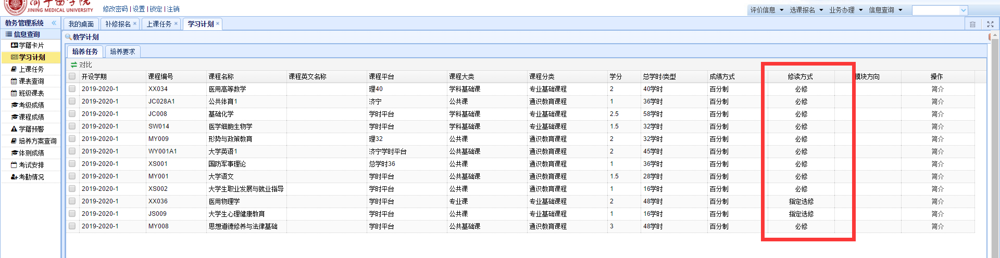 JINING MEDICAL UNIVERSITY
修改密码 | 设置 | 锁定 | 注销
评价信息 选课报名 业务办理 信息查询
教务管理系统
我的桌面 补修报名 上课任务 学习计划
信息查询
学籍卡片
学习计划
上课任务
课表查询
班级课表
考级成绩
课程成绩
学籍预警
培养方案查询
体测成绩
考试安排
考勤情况
教学计划
培养任务 培养要求
对比
开设学期 课程编号 课程名称 课程英文名称 课程平台 课程大类 课程分类 学分 总学时/类型 成绩方式 修读方式 模块方向 操作
2019-2020-1 XX034 医用高等数学 理40 学科基础课 专业基础课程 2 40学时 百分制 必修 简介
2019-2020-1 JC028A1 公共体育1 济宁 公共课 通识教育课程 1 36学时 百分制 必修 简介
2019-2020-1 JC008 基础化学 学时平台 学科基础课 专业基础课程 2.5 58学时 百分制 必修 简介
2019-2020-1 SW014 医学细胞生物学 学时平台 学科基础课 专业基础课程 1.5 32学时 百分制 必修 简介
2019-2020-1 MY009 形势与政策教育 理32 公共课 通识教育课程 2 32学时 百分制 必修 简介
2019-2020-1 WY001A1 大学英语1 济宁学时平台 公共基础课 通识教育课程 2 45学时 百分制 必修 简介
2019-2020-1 XS001 国防军事理论 总学时36 公共课 通识教育课程 1 36学时 百分制 必修 简介
2019-2020-1 MY001 大学语文 学时平台 公共基础课 通识教育课程 1.5 28学时 百分制 必修 简介
2019-2020-1 XS002 大学生职业发展与就业指导 学时平台 公共课 通识教育课程 1 16学时 百分制 必修 简介
2019-2020-1 XX036 医用物理学 学时平台 专业课 专业基础课程 2 48学时 百分制 指定选修 简介
2019-2020-1 JS009 大学生心理健康教育 学时平台 公共课 专业基础课程 1 16学时 百分制 指定选修 简介
2019-2020-1 MY008 思想道德修养与法律基础 学时平台 公共基础课 通识教育课程 3 48学时 百分制 必修 简介